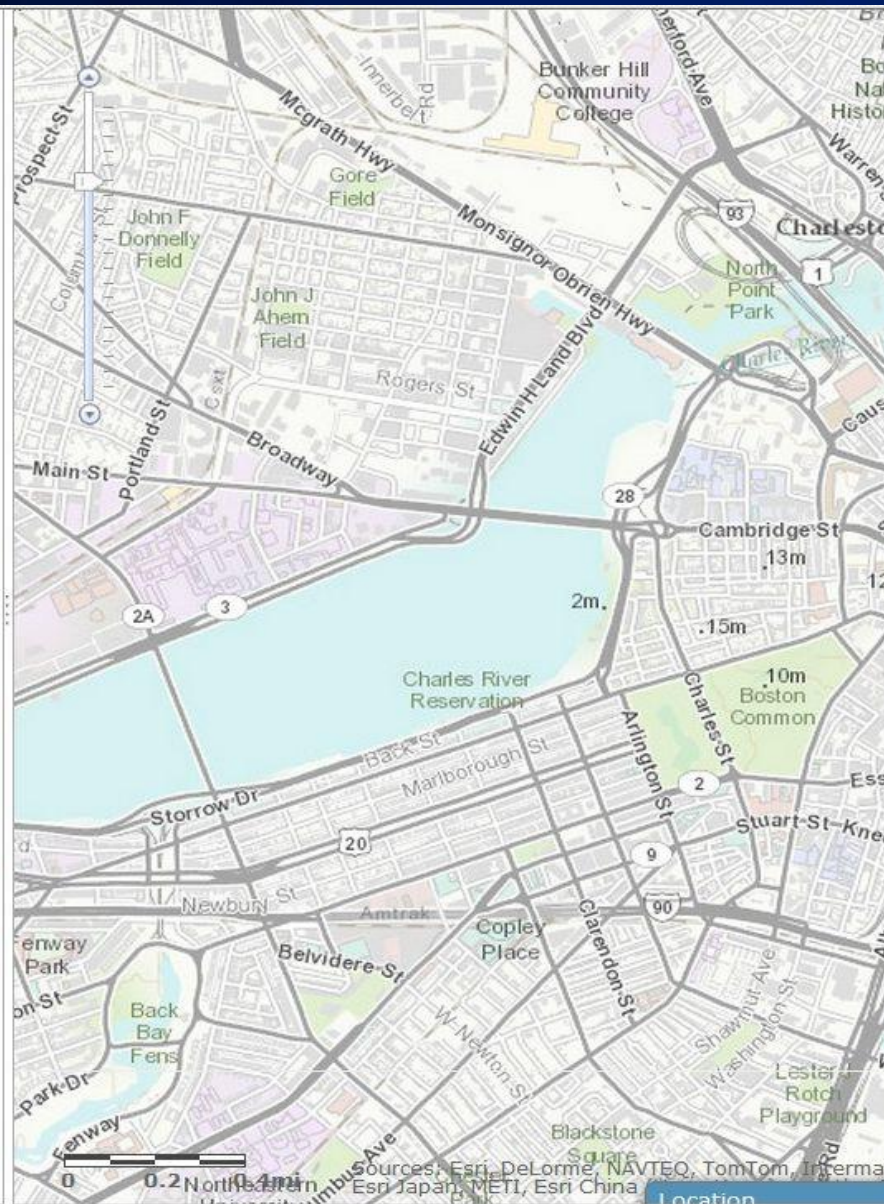 Bunker Hill
Community
College
Innerbelt Rd
Mcgrath Hwy
Prospect St
Gore
Field
Warren
93
Monsignor Obrien Hwy
John F
Donnelly
Field
1
North
Point
Park
John J
Ahern
Field
Edwin H Land Blvd
Charles River
Rogers St
Csxt
Portland St
Broadway
Main St
28
Cambridge St
13m
2m
2A
3
15m
Charles River
Reservation
10m
Boston
Common
Charles St
Arlington St
Back St
Marlborough St
2
Storrow Dr
Stuart St
20
9
Newbury St
Amtrak
90
Copley
Place
Clarendon St
Fenway
Park
Belvidere St
Back
Bay
Fens
W Newton St
Shawmut Ave
Washington St
Park Dr
Rotch
Playground
Fenway
Blackstone
Square
0 0.2 0.4mi
Northeastern
Sources: Esri, DeLorme, NAVTEQ, TomTom, Interma
Esri Japan, METI, Esri China
Location